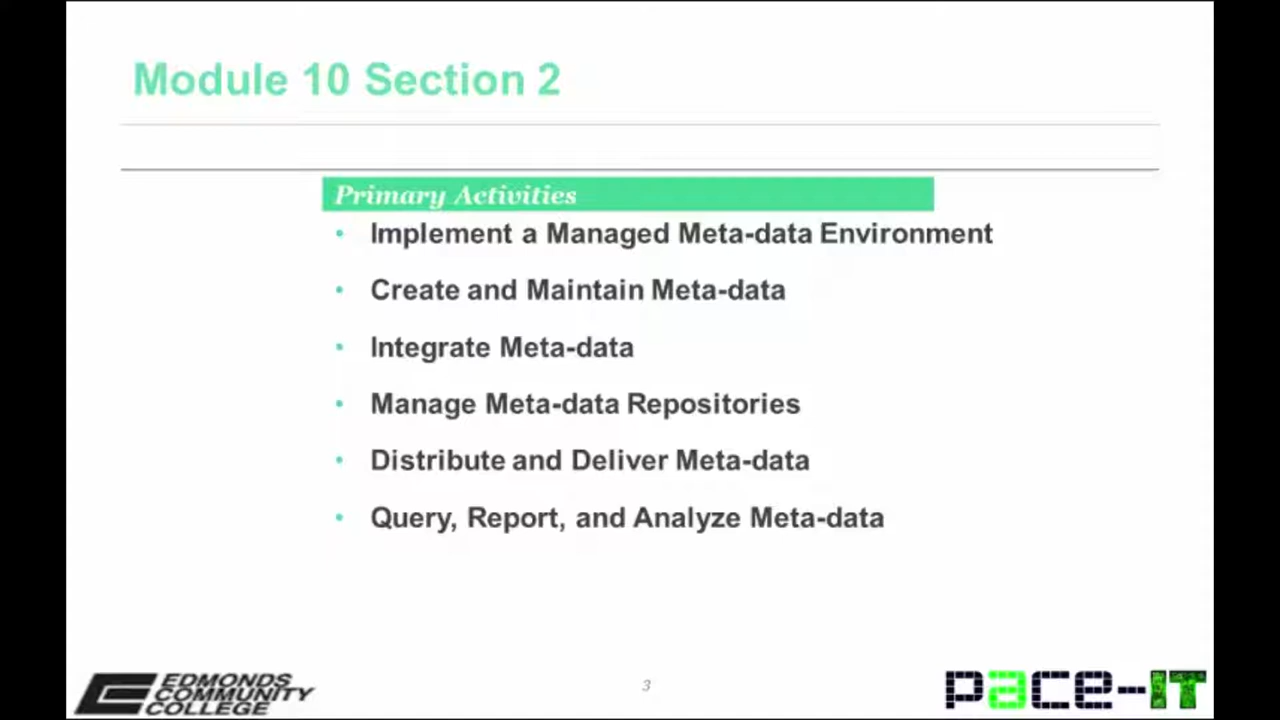 Module 10 Section 2
Primary Activities
• Implement a Managed Meta-data Environment
• Create and Maintain Meta-data
• Integrate Meta-data
• Manage Meta-data Repositories
• Distribute and Deliver Meta-data
• Query, Report, and Analyze Meta-data
EDMONDS
COMMUNITY
COLLEGE
3
pace-IT